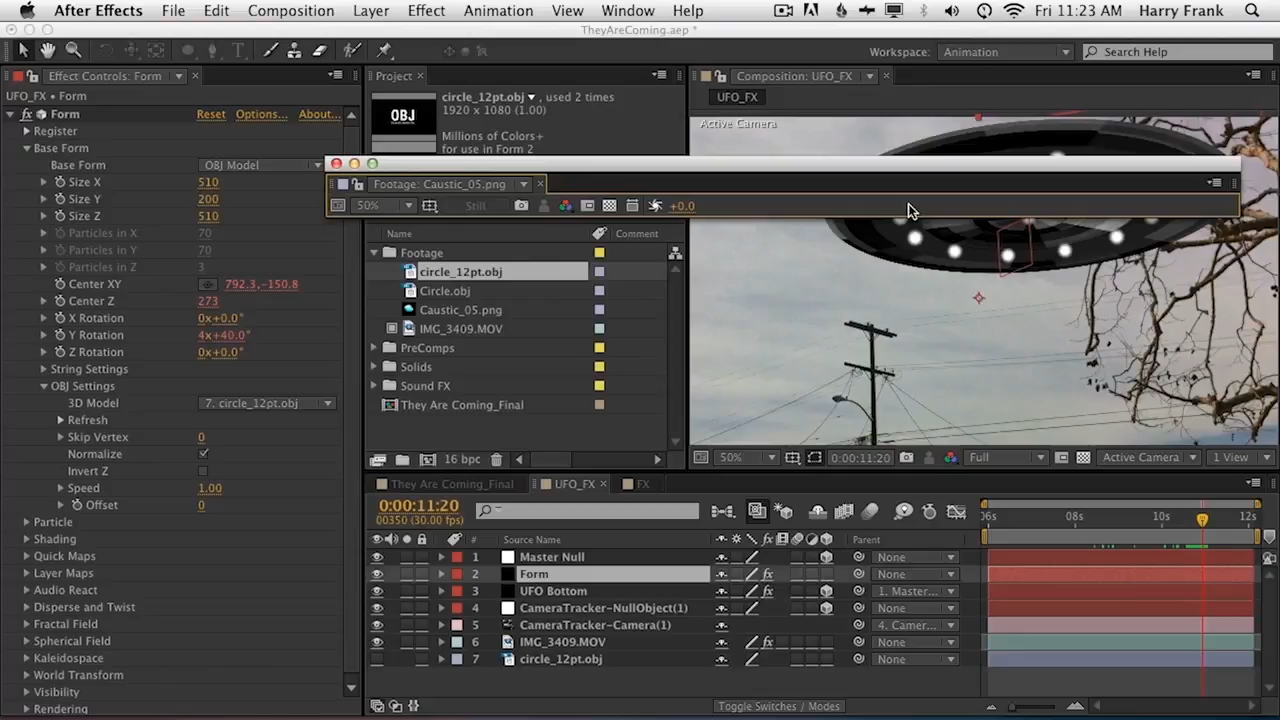 After Effects File Edit Composition Layer Effect Animation View Window Help Fri 11:23 AM Harry Frank
TheyAreComing.aep *
Workspace: Animation Search Help
Effect Controls: Form
Project
Composition: UFO_FX
UFO_FX • Form
circle_12pt.obj , used 2 times
UFO_FX
fx Form Reset Options... About...
1920 x 1080 (1.00)
OBJ
Active Camera
Register
Millions of Colors+
Base Form
for use in Form 2
Base Form OBJ Model
Size X 510
Footage: Caustic_05.png
Size Y 200
50% Still +0.0
Size Z 510
Particles in X 70
Name Comment
Particles in Y 70
Footage
Particles in Z 3
circle_12pt.obj
Center XY 792.3,-150.8
Circle.obj
Center Z 273
Caustic_05.png
X Rotation 0x+0.0°
IMG_3409.MOV
Y Rotation 4x+40.0°
PreComps
Z Rotation 0x+0.0°
Solids
String Settings
Sound FX
OBJ Settings
They Are Coming_Final
3D Model 7. circle_12pt.obj
Refresh
Skip Vertex 0
Normalize
16 bpc
50% 0:00:11:20 Full Active Camera 1 View
Invert Z
They Are Coming_Final UFO_FX FX
Speed 1.00
Offset 0
0:00:11:20
00350 (30.00 fps)
06s 08s 10s 12s
Particle
Shading
# Source Name fx Parent
Quick Maps
1 Master Null None
Layer Maps
2 Form fx None
Audio React
3 UFO Bottom fx 1. Master...
Disperse and Twist
4 CameraTracker-NullObject(1) None
Fractal Field
5 CameraTracker-Camera(1) 4. Camer...
Spherical Field
6 IMG_3409.MOV fx None
Kaleidospace
7 circle_12pt.obj None
World Transform
Visibility
Rendering
Toggle Switches / Modes